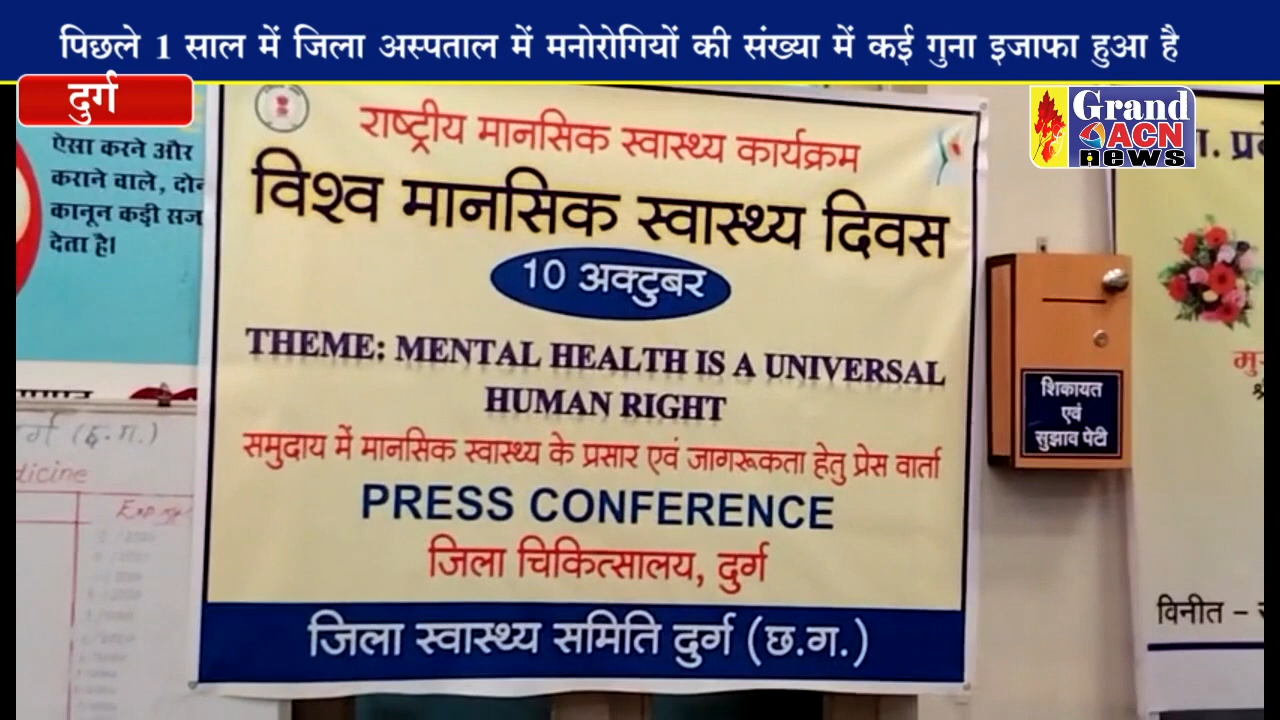 पिछले 1 साल में जिला अस्पताल में मनोरोगियों की संख्या में कई गुना इजाफा हुआ है
दुर्ग
Grand
ACN
news
ऐसा करने और
कराने वाले, दोन
कानून कड़ी सज
देता है।
राष्ट्रीय मानसिक स्वास्थ्य कार्यक्रम
विश्व मानसिक स्वास्थ्य दिवस
10 अक्टुबर
THEME: MENTAL HEALTH IS A UNIVERSAL
HUMAN RIGHT
समुदाय में मानसिक स्वास्थ्य के प्रसार एवं जागरूकता हेतु प्रेस वार्ता
PRESS CONFERENCE
जिला चिकित्सालय, दुर्ग
जिला स्वास्थ्य समिति दुर्ग (छ.ग.)
शिकायत
एवं
सुझाव पेटी
विनीत –